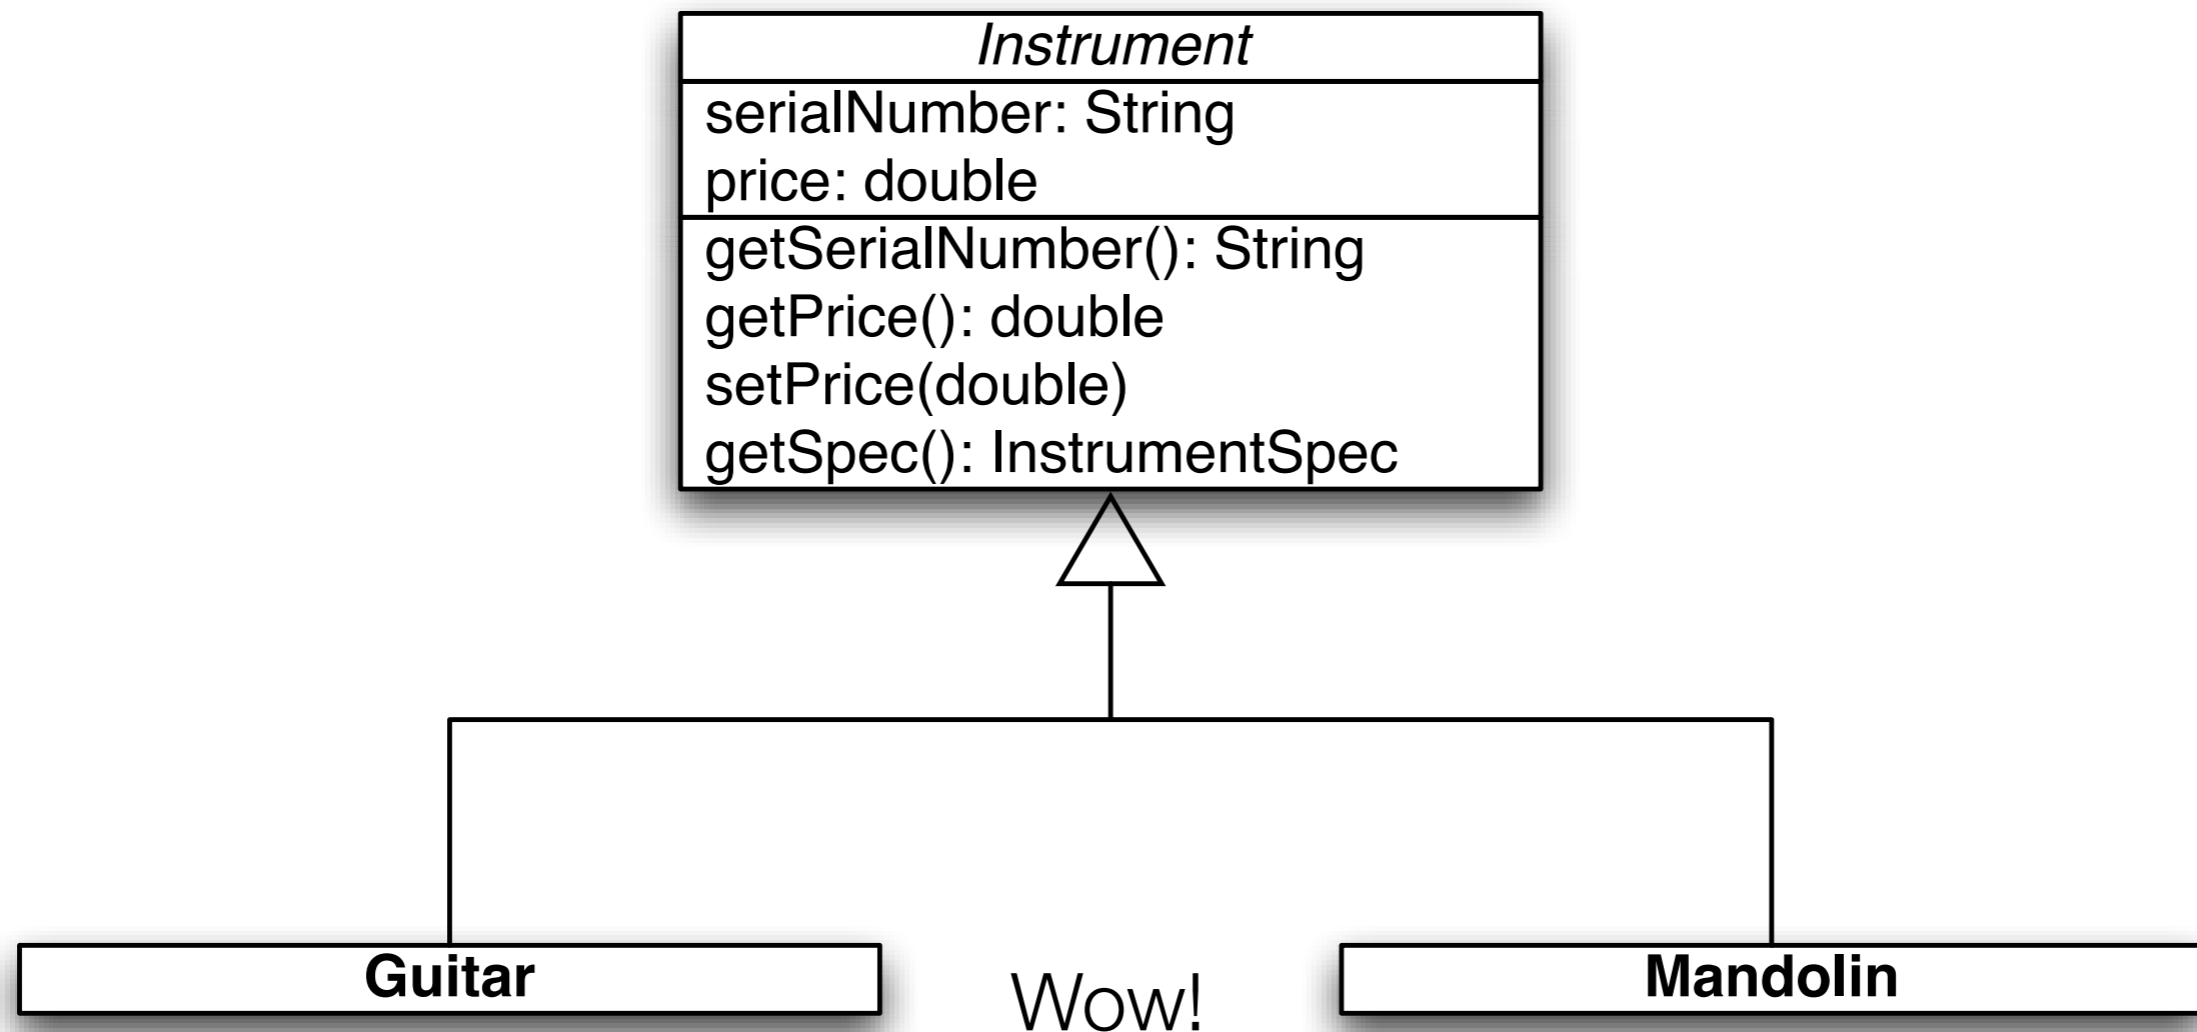 Instrument
serialNumber: String
price: double
getSerialNumber(): String
getPrice(): double
setPrice(double)
getSpec(): InstrumentSpec
Guitar
Wow!
Mandolin